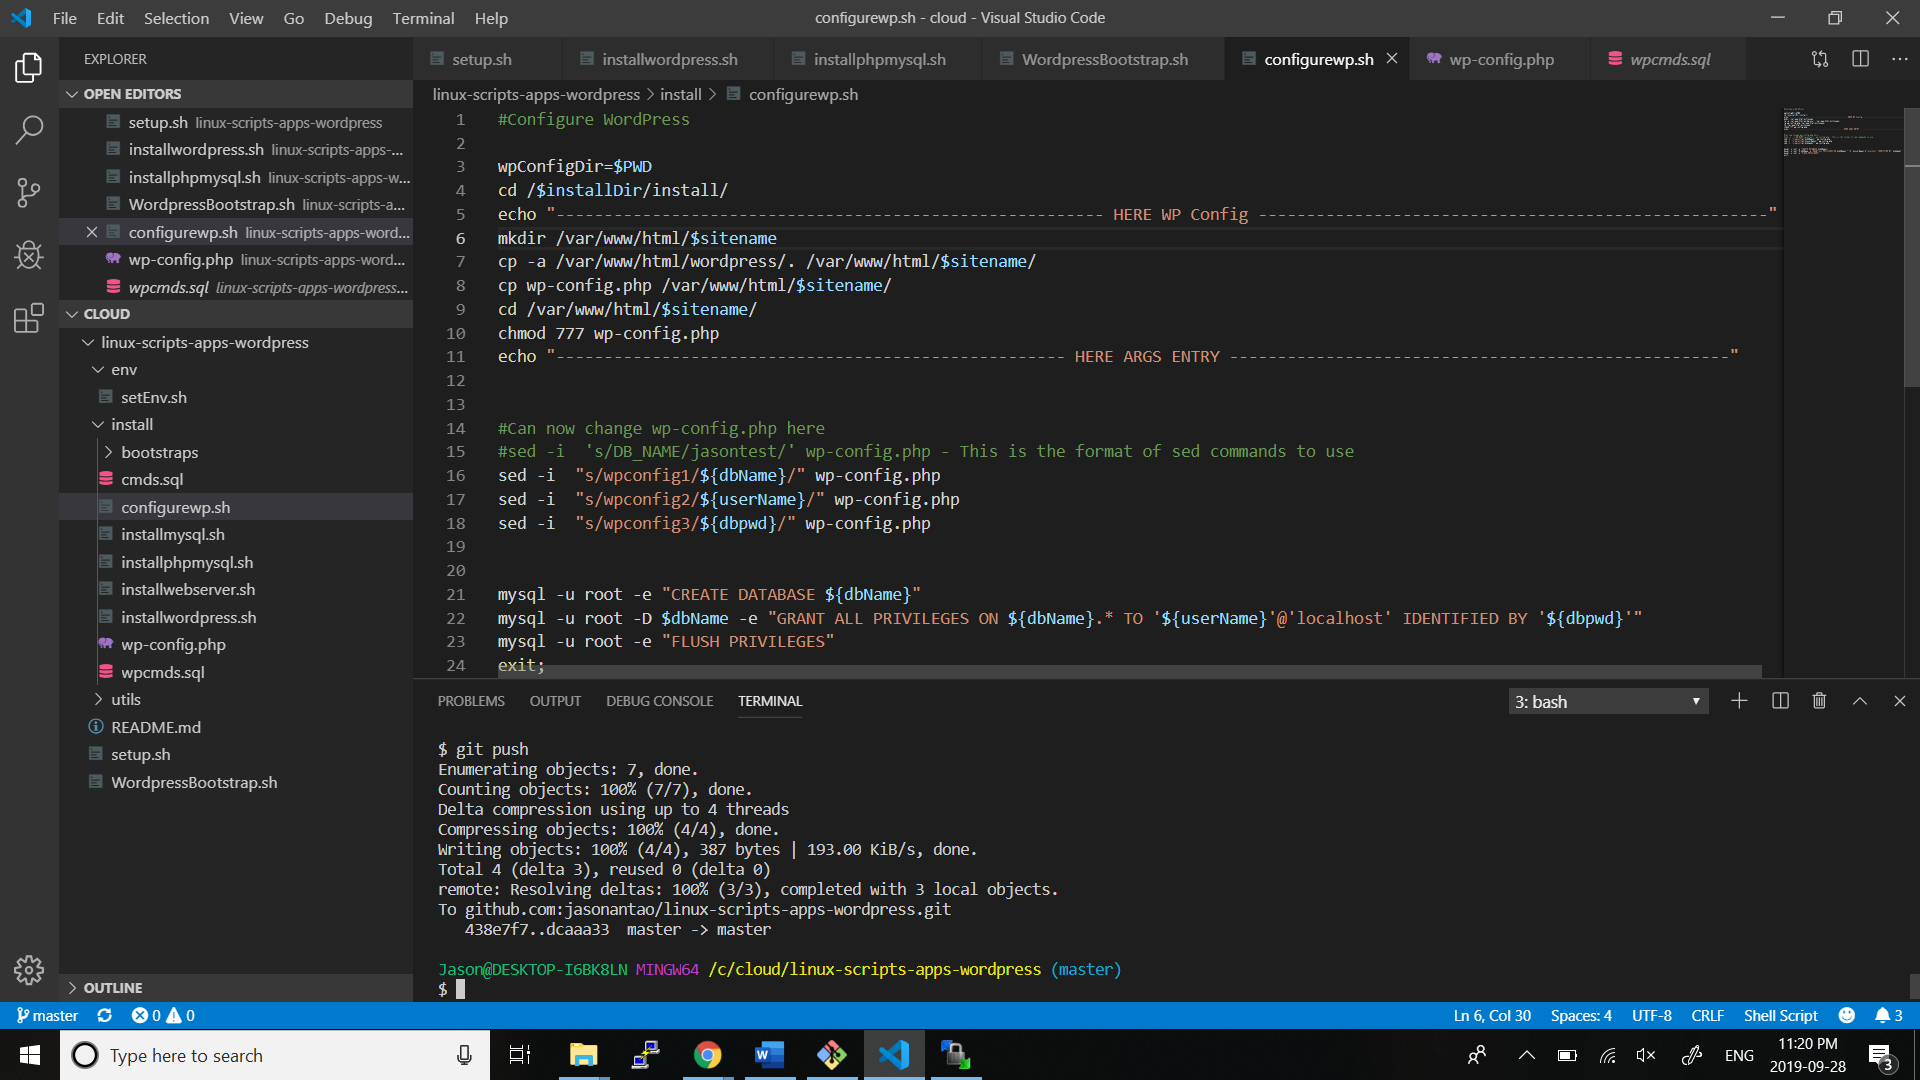 File Edit Selection View Go Debug Terminal Help
configurewp.sh - cloud - Visual Studio Code
EXPLORER
OPEN EDITORS
setup.sh linux-scripts-apps-wordpress
installwordpress.sh linux-scripts-apps-...
installphpmysql.sh linux-scripts-apps-w...
WordpressBootstrap.sh linux-scripts-a...
configurewp.sh linux-scripts-apps-word...
wp-config.php linux-scripts-apps-word...
wpcmds.sql linux-scripts-apps-wordpress...
CLOUD
linux-scripts-apps-wordpress
env
setEnv.sh
install
bootstraps
cmds.sql
configurewp.sh
installmysql.sh
installphpmysql.sh
installwebserver.sh
installwordpress.sh
wp-config.php
wpcmds.sql
utils
README.md
setup.sh
WordpressBootstrap.sh
OUTLINE
setup.sh installwordpress.sh installphpmysql.sh WordpressBootstrap.sh configurewp.sh wp-config.php wpcmds.sql
linux-scripts-apps-wordpress > install > configurewp.sh
1 #Configure WordPress
2
3 wpConfigDir=$PWD
4 cd /$installDir/install/
5 echo "--------------------------------------------------------- HERE WP Config -----------------------------------------------------"
6 mkdir /var/www/html/$sitename
7 cp -a /var/www/html/wordpress/. /var/www/html/$sitename/
8 cp wp-config.php /var/www/html/$sitename/
9 cd /var/www/html/$sitename/
10 chmod 777 wp-config.php
11 echo "----------------------------------------------------- HERE ARGS ENTRY ----------------------------------------------------"
12
13
14 #Can now change wp-config.php here
15 #sed -i  's/DB_NAME/jasontest/' wp-config.php - This is the format of sed commands to use
16 sed -i  "s/wpconfig1/${dbName}/" wp-config.php
17 sed -i  "s/wpconfig2/${userName}/" wp-config.php
18 sed -i  "s/wpconfig3/${dbpwd}/" wp-config.php
19
20
21 mysql -u root -e "CREATE DATABASE ${dbName}"
22 mysql -u root -D $dbName -e "GRANT ALL PRIVILEGES ON ${dbName}.* TO '${userName}'@'localhost' IDENTIFIED BY '${dbpwd}'"
23 mysql -u root -e "FLUSH PRIVILEGES"
24 exit;
PROBLEMS OUTPUT DEBUG CONSOLE TERMINAL 3: bash
$ git push
Enumerating objects: 7, done.
Counting objects: 100% (7/7), done.
Delta compression using up to 4 threads
Compressing objects: 100% (4/4), done.
Writing objects: 100% (4/4), 387 bytes | 193.00 KiB/s, done.
Total 4 (delta 3), reused 0 (delta 0)
remote: Resolving deltas: 100% (3/3), completed with 3 local objects.
To github.com:jasonantao/linux-scripts-apps-wordpress.git
438e7f7..dcaaa33  master -> master
Jason@DESKTOP-I6BK8LN MINGW64 /c/cloud/linux-scripts-apps-wordpress (master)
$
master 0 0 Ln 6, Col 30 Spaces: 4 UTF-8 CRLF Shell Script 3
Type here to search
ENG
11:20 PM
2019-09-28
3